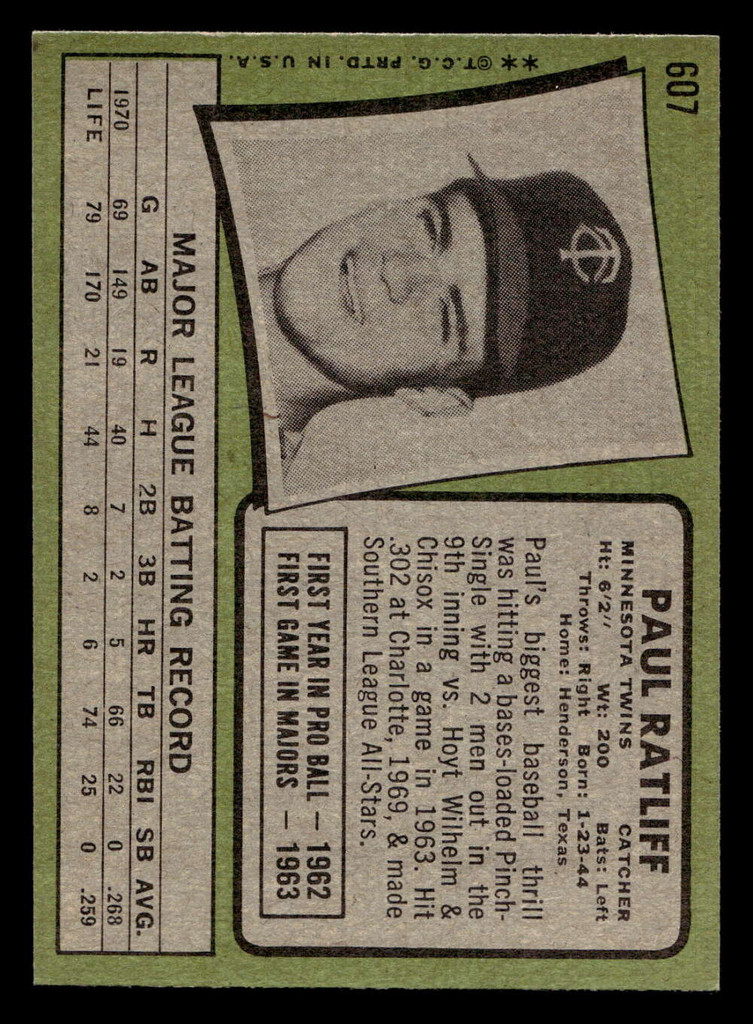 607
**©T.C.G. PRTD. IN U.S.A.
TC
PAUL RATLIFF
MINNESOTA TWINS CATCHER
Ht: 6'2" Wt: 200 Bats: Left
Throws: Right Born: 1-23-44
Home: Henderson, Texas
Paul's biggest baseball thrill
was hitting a bases-loaded Pinch-
Single with 2 men out in the
9th inning vs. Hoyt Wilhelm &
Chisox in a game in 1963. Hit
.302 at Charlotte, 1969, & made
Southern League All-Stars.
FIRST YEAR IN PRO BALL — 1962
FIRST GAME IN MAJORS — 1963
MAJOR LEAGUE BATTING RECORD
G AB R H 2B 3B HR TB RBI SB AVG.
1970 69 149 19 40 7 2 5 66 22 0 .268
LIFE 79 170 21 44 8 2 6 74 25 0 .259